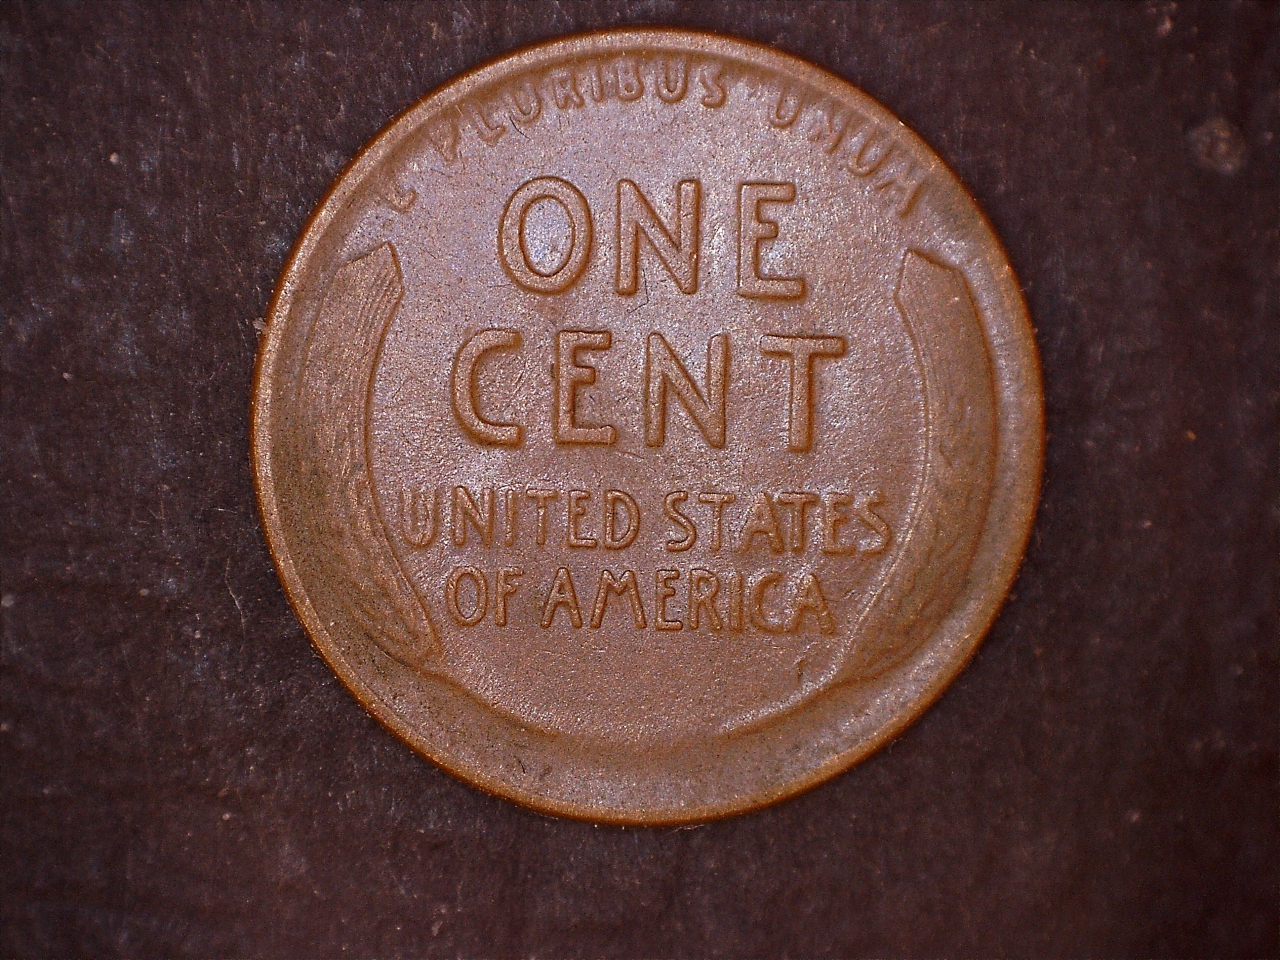 E PLURIBUS · UNUM
ONE
CENT
UNITED STATES
OF AMERICA